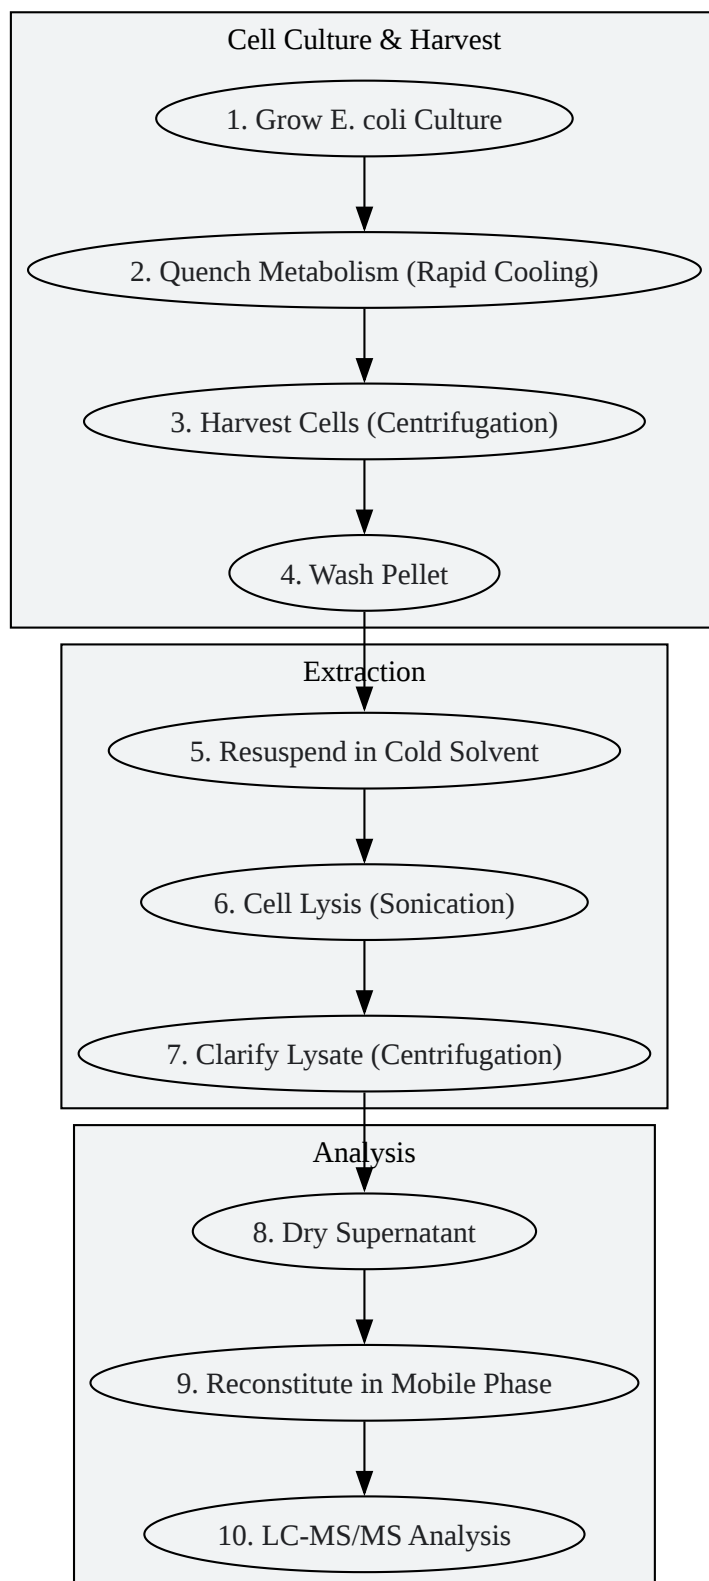 Cell Culture & Harvest
1. Grow E. coli Culture
2. Quench Metabolism (Rapid Cooling)
3. Harvest Cells (Centrifugation)
4. Wash Pellet
Extraction
5. Resuspend in Cold Solvent
6. Cell Lysis (Sonication)
7. Clarify Lysate (Centrifugation)
Analysis
8. Dry Supernatant
9. Reconstitute in Mobile Phase
10. LC-MS/MS Analysis